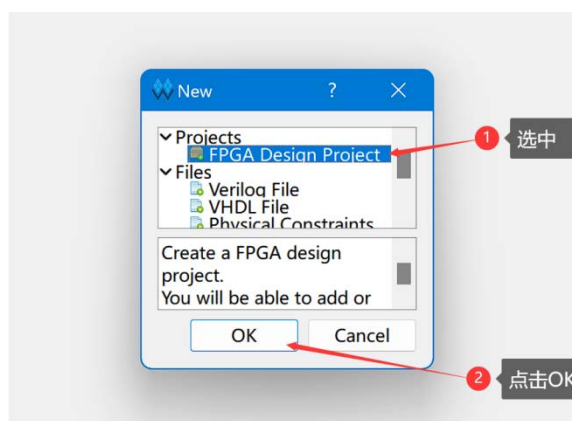 New ?
Projects
FPGA Design Project
1 选中
Files
Verilog File
VHDL File
Physical Constraints
Create a FPGA design
project.
You will be able to add or
OK Cancel
2 点击OK